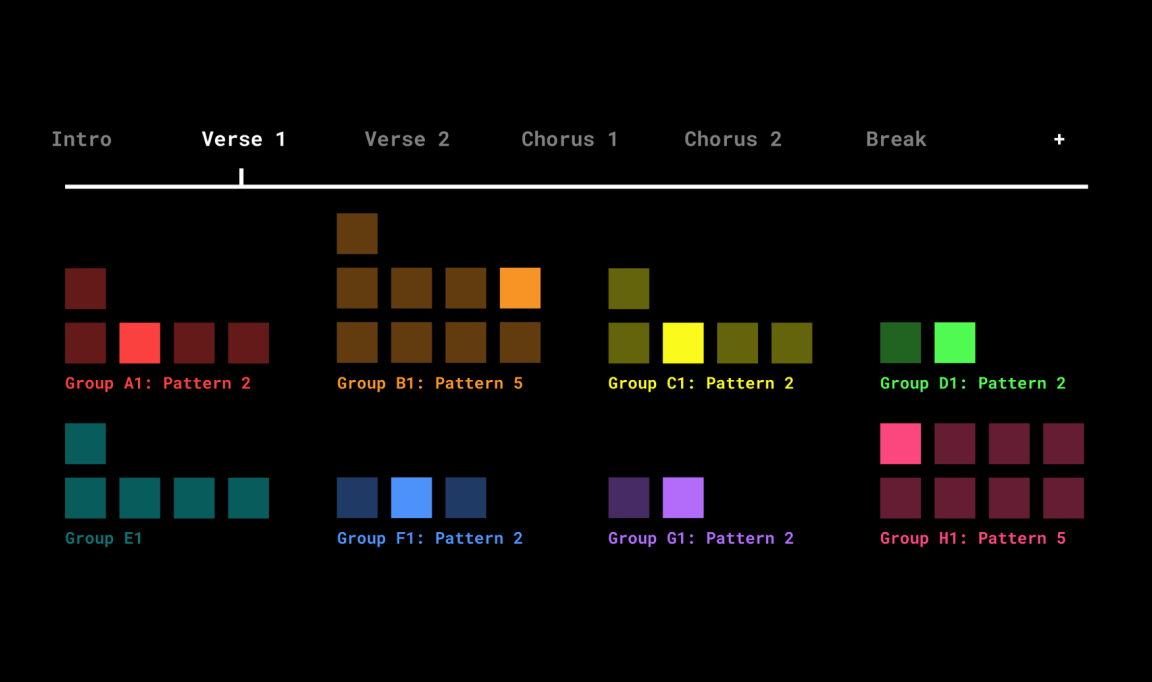 Intro Verse 1 Verse 2 Chorus 1 Chorus 2 Break +
Group A1: Pattern 2 Group B1: Pattern 5 Group C1: Pattern 2 Group D1: Pattern 2
Group E1 Group F1: Pattern 2 Group G1: Pattern 2 Group H1: Pattern 5